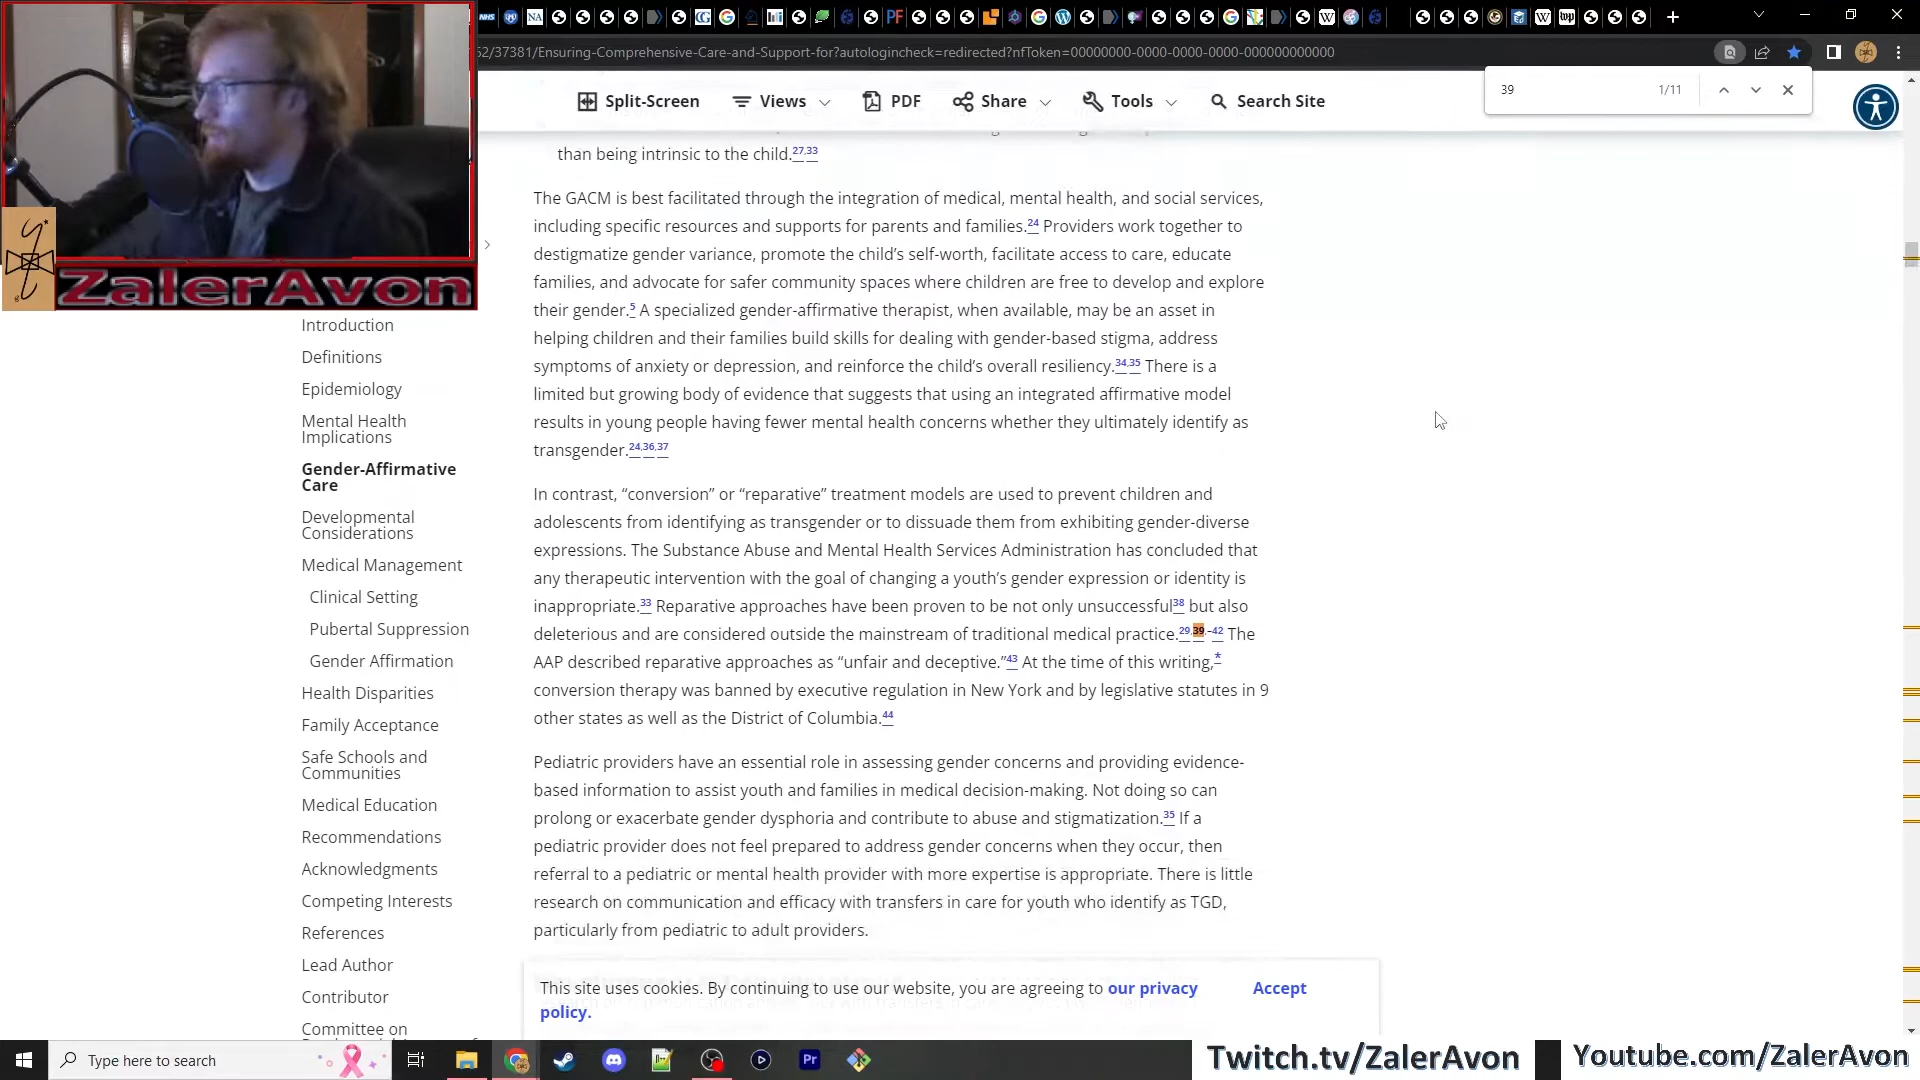 62/37381/Ensuring-Comprehensive-Care-and-Support-for?autologincheck=redirected?nfToken=00000000-0000-0000-0000-000000000000
39
1/11
Split-Screen
Views
PDF
Share
Tools
Search Site
than being intrinsic to the child.27,33
The GACM is best facilitated through the integration of medical, mental health, and social services,
including specific resources and supports for parents and families.24 Providers work together to
destigmatize gender variance, promote the child’s self-worth, facilitate access to care, educate
families, and advocate for safer community spaces where children are free to develop and explore
their gender.5 A specialized gender-affirmative therapist, when available, may be an asset in
helping children and their families build skills for dealing with gender-based stigma, address
symptoms of anxiety or depression, and reinforce the child’s overall resiliency.34,35 There is a
limited but growing body of evidence that suggests that using an integrated affirmative model
results in young people having fewer mental health concerns whether they ultimately identify as
transgender.24,36,37
In contrast, “conversion” or “reparative” treatment models are used to prevent children and
adolescents from identifying as transgender or to dissuade them from exhibiting gender-diverse
expressions. The Substance Abuse and Mental Health Services Administration has concluded that
any therapeutic intervention with the goal of changing a youth’s gender expression or identity is
inappropriate.33 Reparative approaches have been proven to be not only unsuccessful38 but also
deleterious and are considered outside the mainstream of traditional medical practice.29,39,–42 The
AAP described reparative approaches as “unfair and deceptive.”43 At the time of this writing,*
conversion therapy was banned by executive regulation in New York and by legislative statutes in 9
other states as well as the District of Columbia.44
Pediatric providers have an essential role in assessing gender concerns and providing evidence-
based information to assist youth and families in medical decision-making. Not doing so can
prolong or exacerbate gender dysphoria and contribute to abuse and stigmatization.35 If a
pediatric provider does not feel prepared to address gender concerns when they occur, then
referral to a pediatric or mental health provider with more expertise is appropriate. There is little
research on communication and efficacy with transfers in care for youth who identify as TGD,
particularly from pediatric to adult providers.
ZalerAvon
Introduction
Definitions
Epidemiology
Mental Health
Implications
Gender-Affirmative
Care
Developmental
Considerations
Medical Management
Clinical Setting
Pubertal Suppression
Gender Affirmation
Health Disparities
Family Acceptance
Safe Schools and
Communities
Medical Education
Recommendations
Acknowledgments
Competing Interests
References
Lead Author
Contributor
Committee on
This site uses cookies. By continuing to use our website, you are agreeing to our privacy
policy.
Accept
Type here to search
Twitch.tv/ZalerAvon
Youtube.com/ZalerAvon